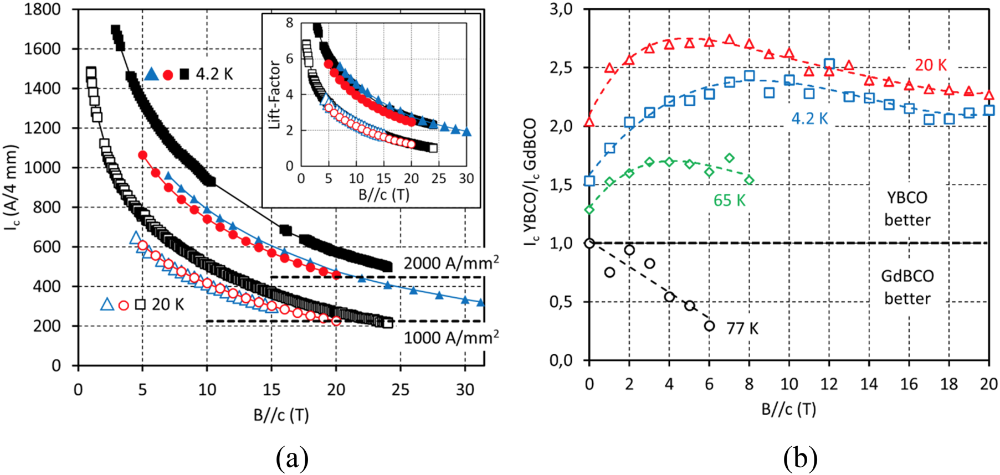 1800
1600
1400
1200
1000
800
600
400
200
0
I_c (A/4 mm)
0 5 10 15 20 25 30
B//c (T)
4.2 K
20 K
2000 A/mm²
1000 A/mm²
8
6
4
2
0
Lift-Factor
0 5 10 15 20 25 30
B//c (T)
(a)
3,0
2,5
2,0
1,5
1,0
0,5
0,0
I_c YBCO/I_c GdBCO
20 K
4.2 K
65 K
YBCO
better
GdBCO
better
77 K
0 2 4 6 8 10 12 14 16 18 20
B//c (T)
(b)